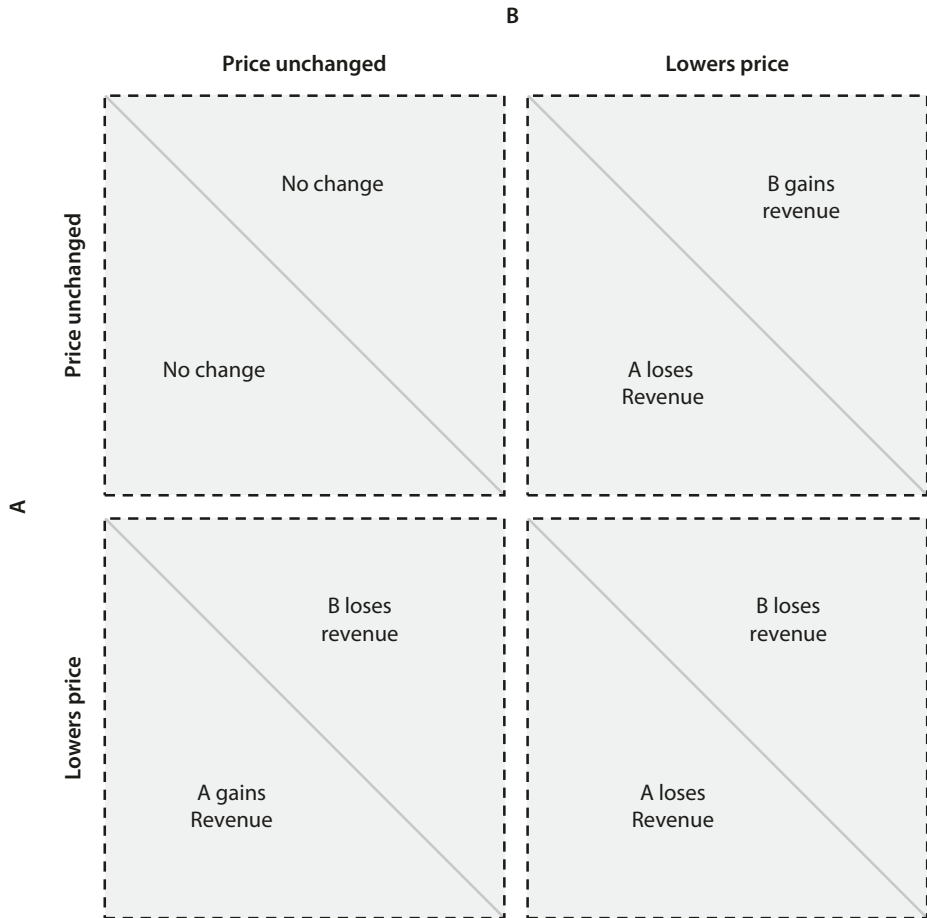 B
Price unchanged
Lowers price
Price unchanged
No change
No change
B gains
revenue
A loses
Revenue
A
Lowers price
B loses
revenue
A gains
Revenue
B loses
revenue
A loses
Revenue